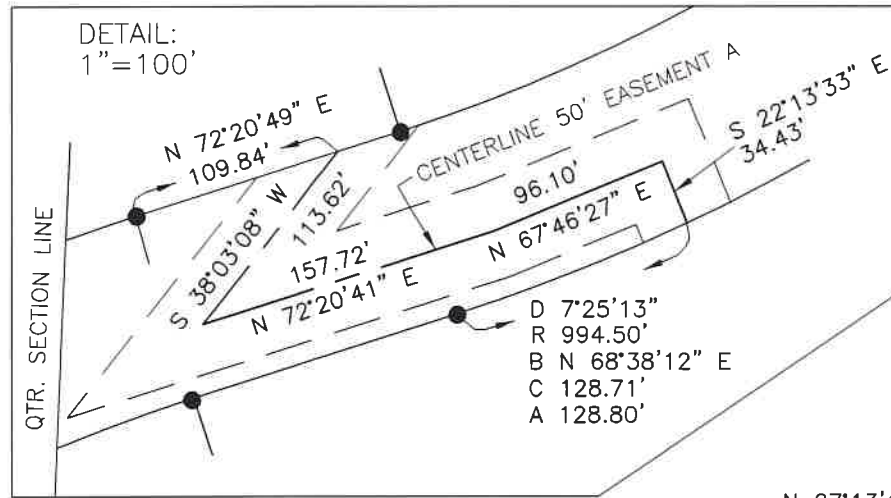 DETAIL:
1"=100'
N 72°20'49" E
109.84'
CENTERLINE 50' EASEMENT A
S 22°13'33" E
34.43'
S 38°03'08" W
113.62'
96.10'
N 67°46'27" E
157.72'
N 72°20'41" E
QTR. SECTION LINE
D 7°25'13"
R 994.50'
B N 68°38'12" E
C 128.71'
A 128.80'